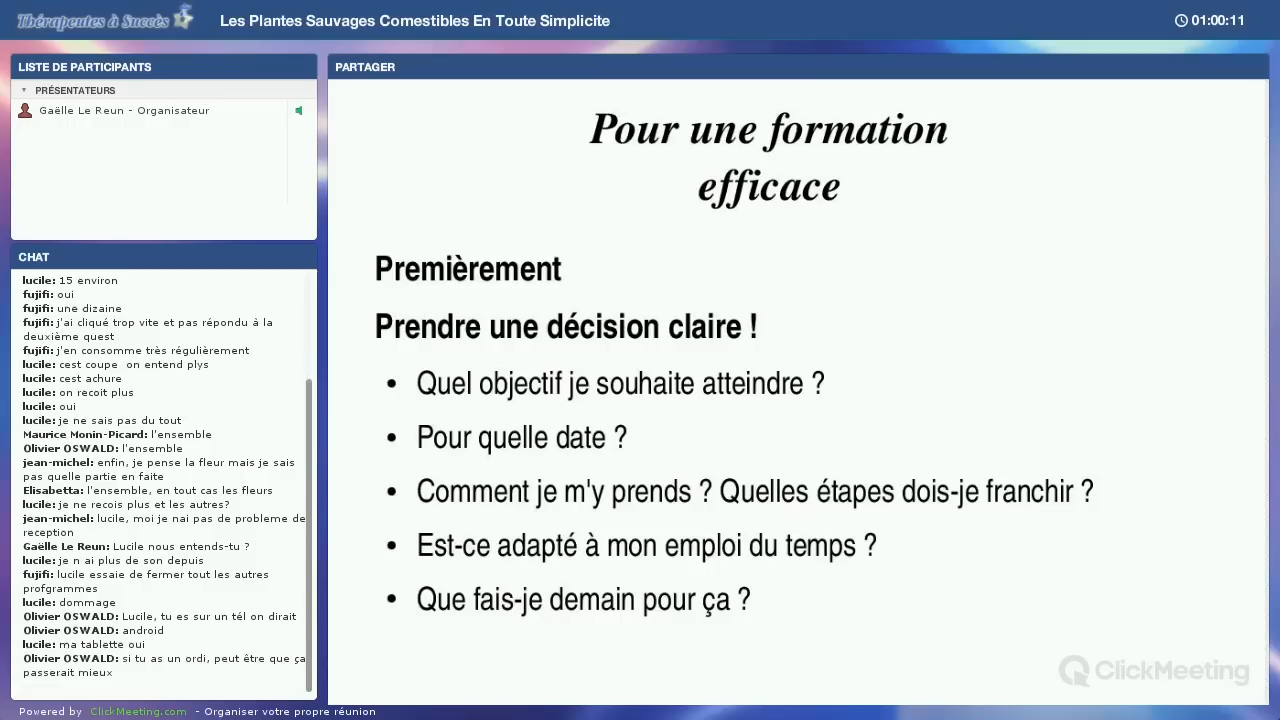 Thérapeutes à Succès
Les Plantes Sauvages Comestibles En Toute Simplicite
01:00:11
LISTE DE PARTICIPANTS
PRÉSENTATEURS
Gaëlle Le Reun - Organisateur
CHAT
lucile: 15 environ
fujifi: oui
fujifi: une dizaine
fujifi: j'ai cliqué trop vite et pas répondu à la
deuxième quest
fujifi: j'en consomme très régulièrement
lucile: cest coupe on entend plys
lucile: cest achure
lucile: on recoit plus
lucile: oui
lucile: je ne sais pas du tout
Maurice Monin-Picard: l'ensemble
Olivier OSWALD: l'ensemble
jean-michel: enfin, je pense la fleur mais je sais
pas quelle partie en faite
Elisabetta: l'ensemble, en tout cas les fleurs
lucile: je ne recois plus et les autres?
jean-michel: lucile, moi je nai pas de probleme de
reception
Gaëlle Le Reun: Lucile nous entends-tu ?
lucile: je n ai plus de son depuis
fujifi: lucile essaie de fermer tout les autres
profgrammes
lucile: dommage
Olivier OSWALD: Lucile, tu es sur un tél on dirait
Olivier OSWALD: android
lucile: ma tablette oui
Olivier OSWALD: si tu as un ordi, peut être que ça
passerait mieux
PARTAGER
Pour une formation
efficace
Premièrement
Prendre une décision claire !
• Quel objectif je souhaite atteindre ?
• Pour quelle date ?
• Comment je m'y prends ? Quelles étapes dois-je franchir ?
• Est-ce adapté à mon emploi du temps ?
• Que fais-je demain pour ça ?
ClickMeeting
Powered by ClickMeeting.com - Organiser votre propre réunion